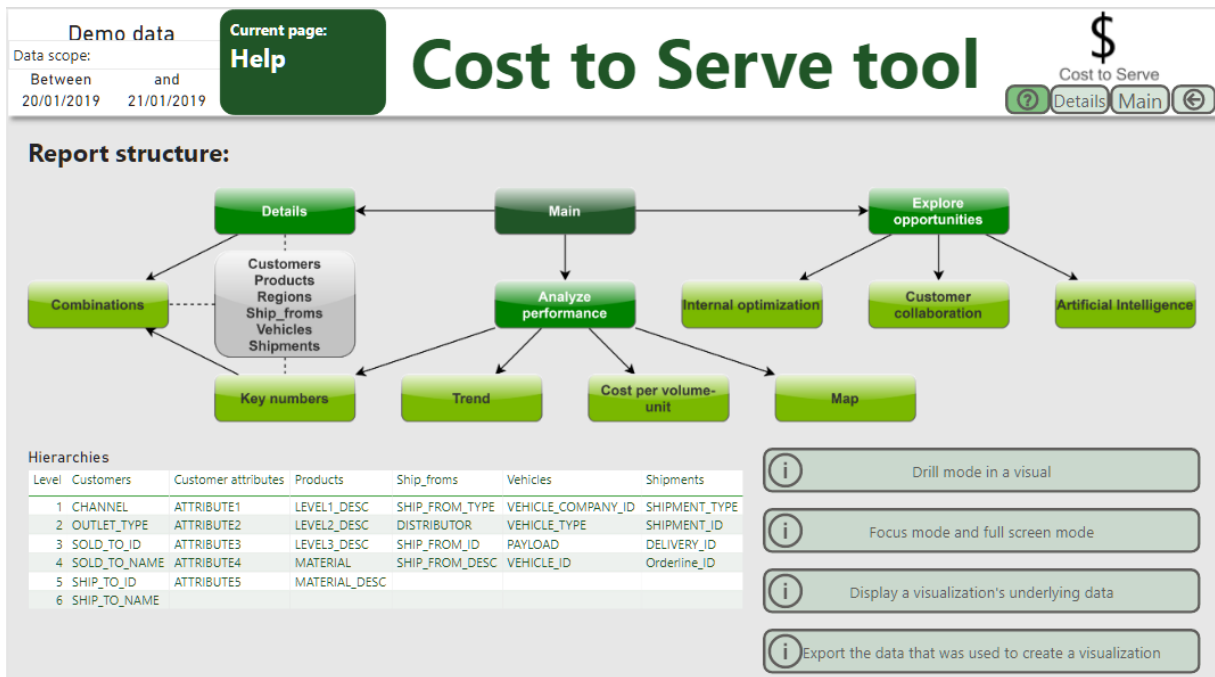 Demo data
Data scope:
Between and
20/01/2019 21/01/2019
Current page:
Help
Cost to Serve tool
$
Cost to Serve
? Details Main
Report structure:
Details
Main
Explore
opportunities
Customers
Products
Regions
Ship_froms
Vehicles
Shipments
Combinations
Analyze
performance
Internal optimization
Customer
collaboration
Artificial Intelligence
Key numbers
Trend
Cost per volume-
unit
Map
Hierarchies
Level Customers Customer attributes Products Ship_froms Vehicles Shipments
1 CHANNEL ATTRIBUTE1 LEVEL1_DESC SHIP_FROM_TYPE VEHICLE_COMPANY_ID SHIPMENT_TYPE
2 OUTLET_TYPE ATTRIBUTE2 LEVEL2_DESC DISTRIBUTOR VEHICLE_TYPE SHIPMENT_ID
3 SOLD_TO_ID ATTRIBUTE3 LEVEL3_DESC SHIP_FROM_ID PAYLOAD DELIVERY_ID
4 SOLD_TO_NAME ATTRIBUTE4 MATERIAL SHIP_FROM_DESC VEHICLE_ID Orderline_ID
5 SHIP_TO_ID ATTRIBUTE5 MATERIAL_DESC
6 SHIP_TO_NAME
i Drill mode in a visual
i Focus mode and full screen mode
i Display a visualization's underlying data
i Export the data that was used to create a visualization